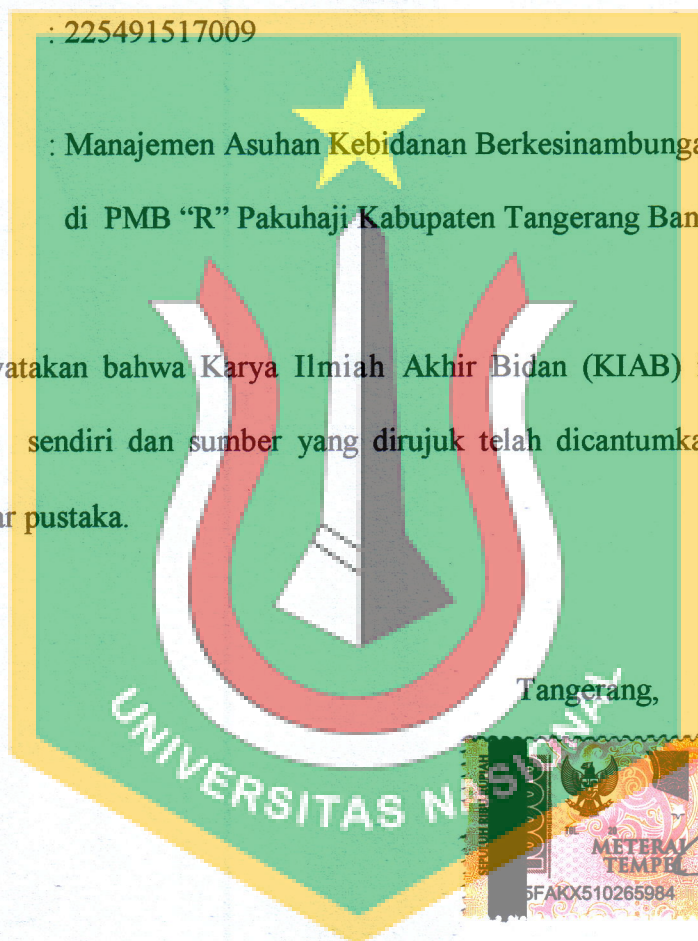 : 225491517009
: Manajemen Asuhan Kebidanan Berkesinambunga
di PMB “R” Pakuhaji Kabupaten Tangerang Ban
yatakan bahwa Karya Ilmiah Akhir Bidan (KIAB)
sendiri dan sumber yang dirujuk telah dicantumka
ar pustaka.
Tangerang,
UNIVERSITAS NASIONAL
METERAI
TEMPEL
5FAKX510265984